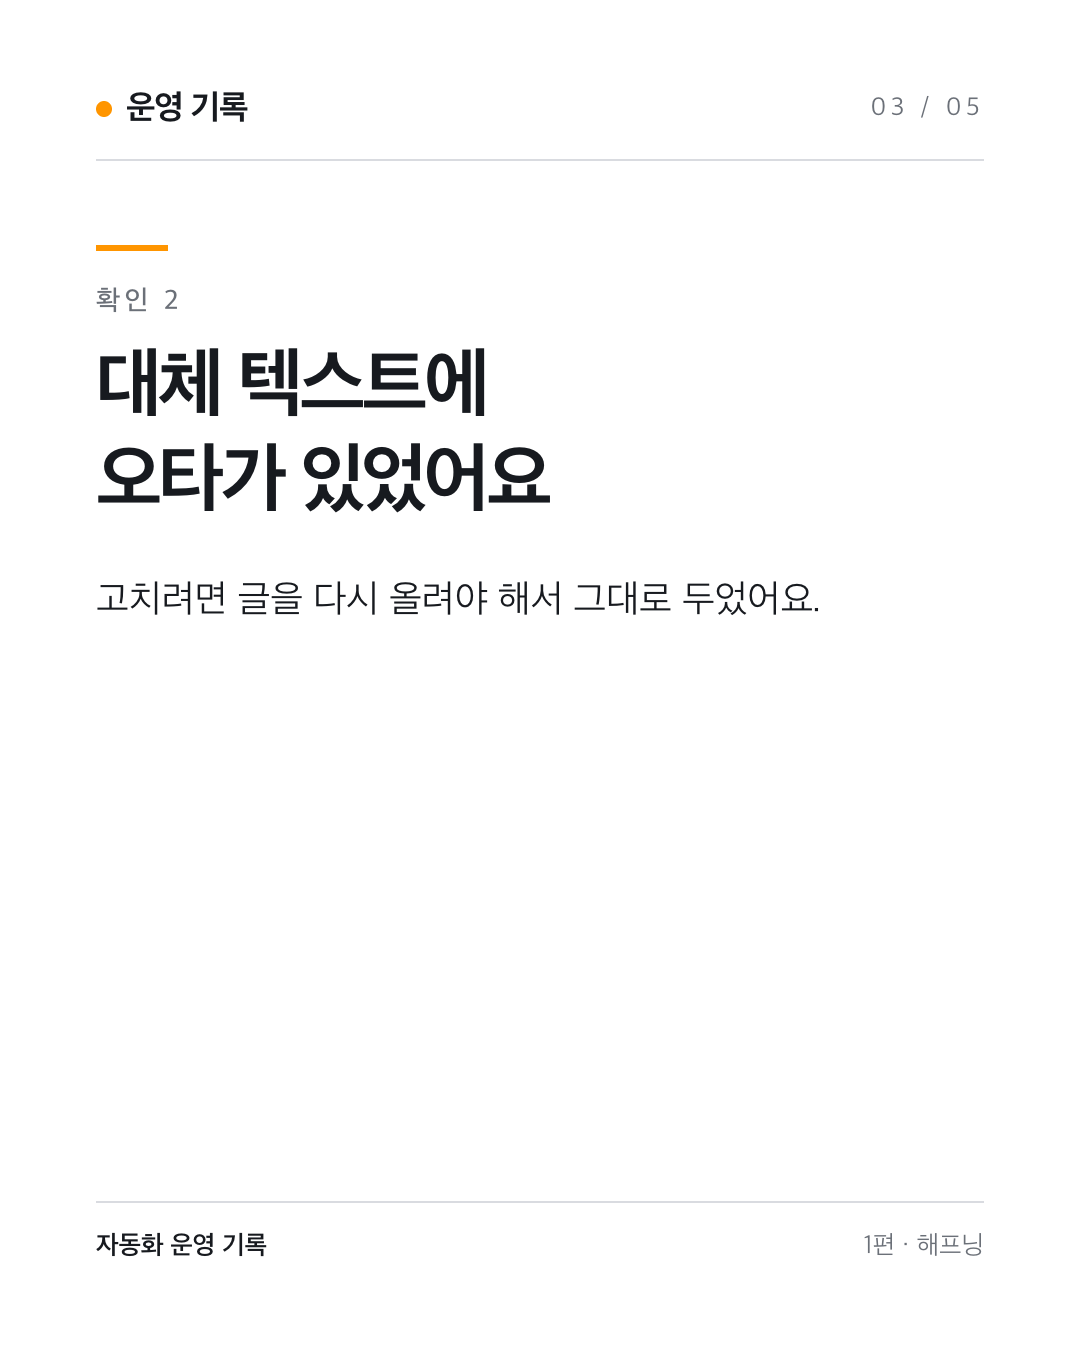 운영 기록
03 / 05
확인 2
대체 텍스트에
오타가 있었어요
고치려면 글을 다시 올려야 해서 그대로 두었어요.
자동화 운영 기록
1편 · 해프닝